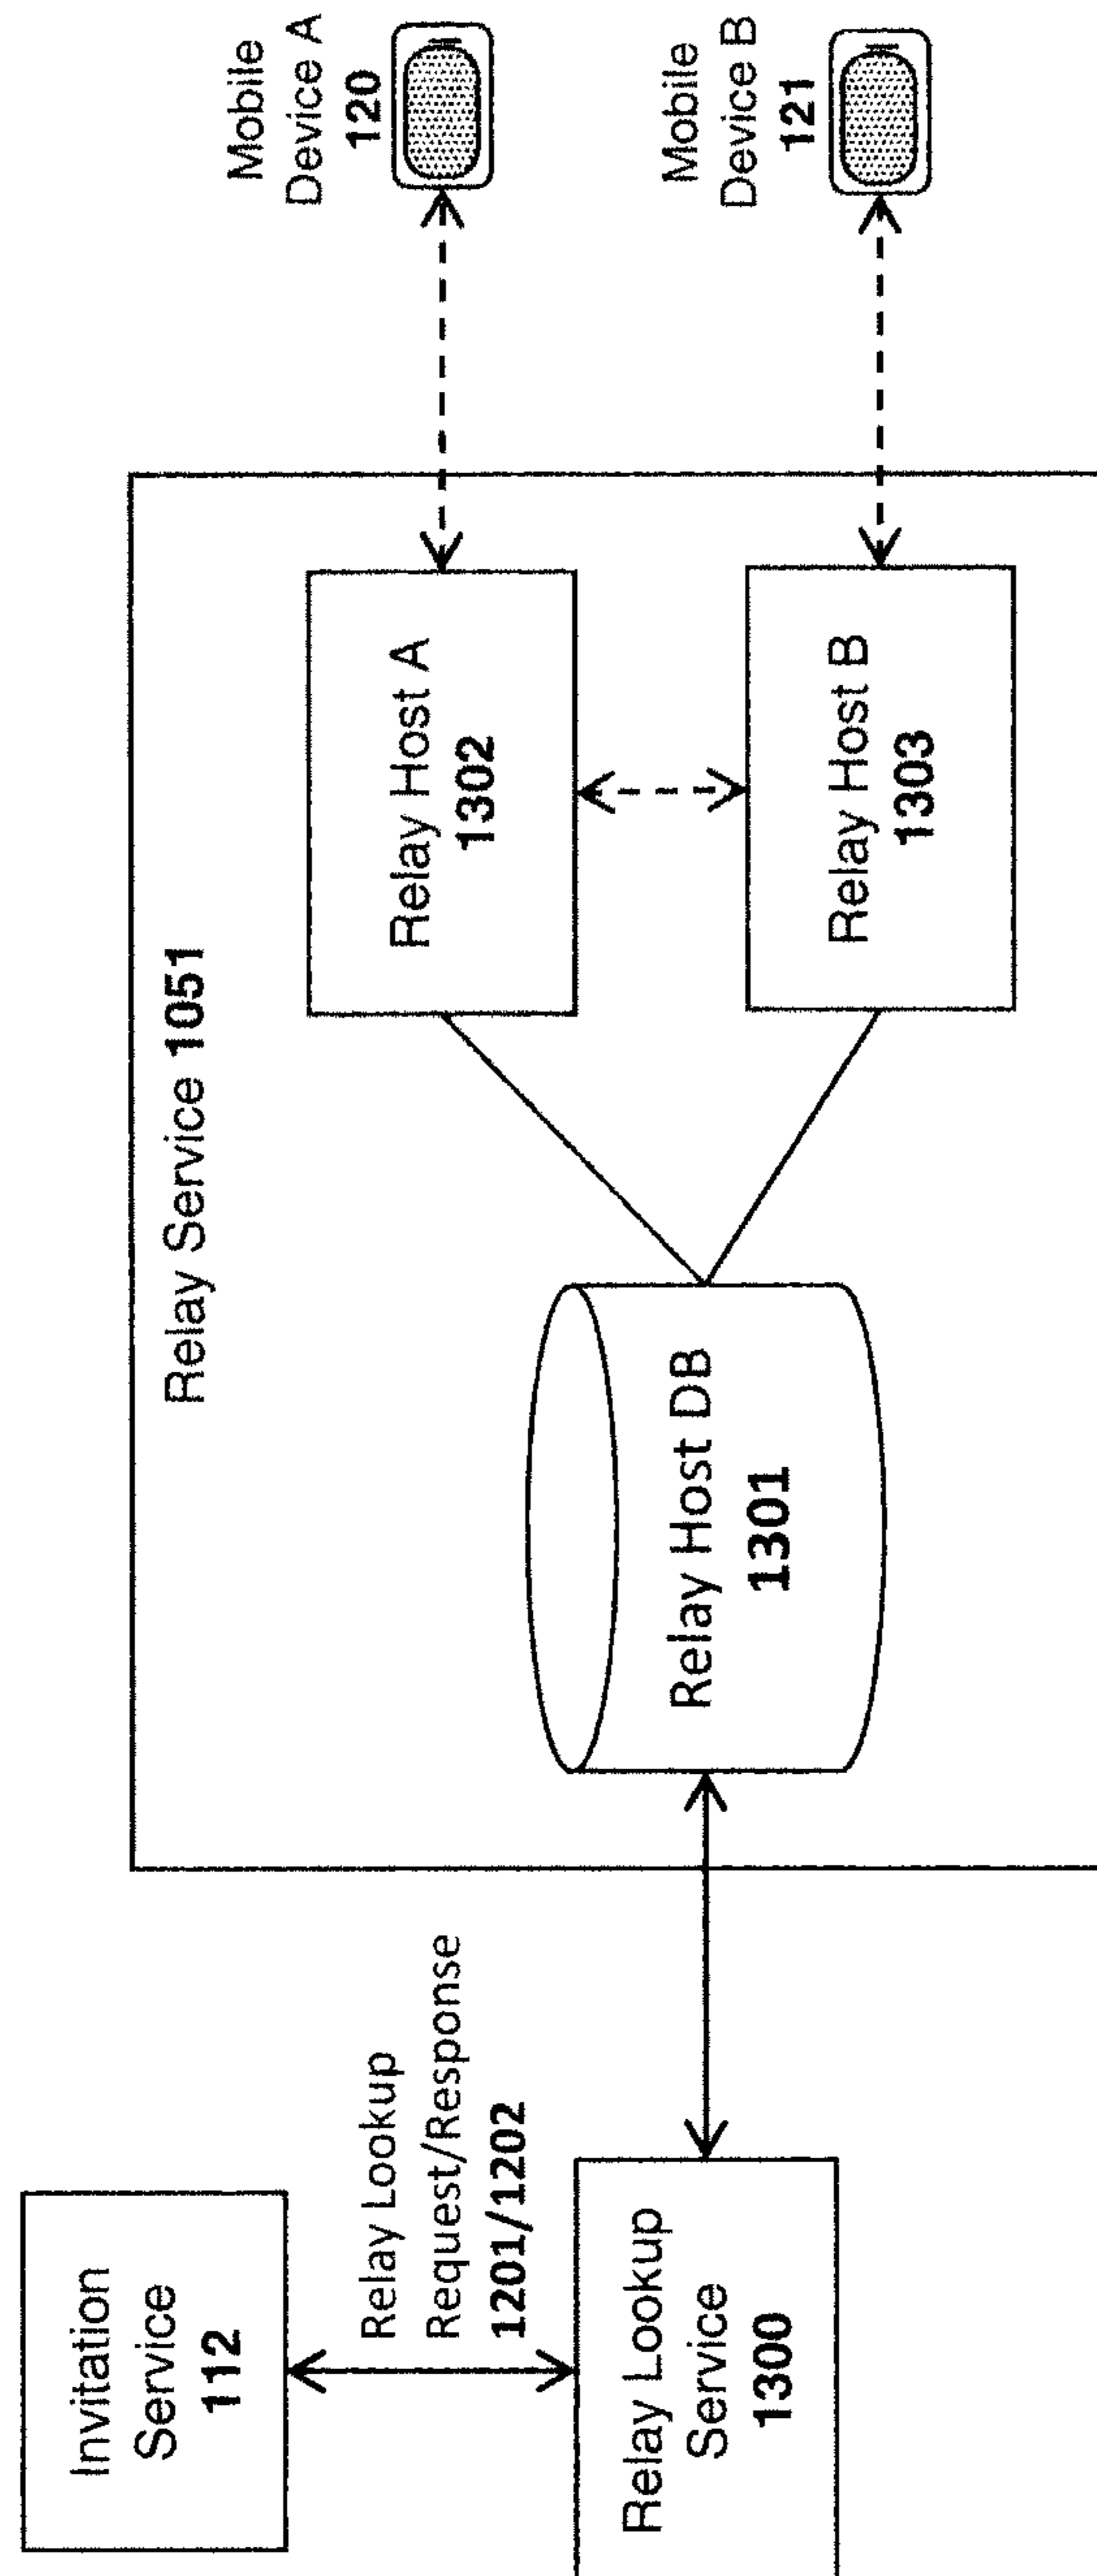 Invitation
Service
112
Relay Lookup
Request/Response
1201/1202
Relay Lookup
Service
1300
Relay Service 1051
Relay Host DB
1301
Relay Host A
1302
Relay Host B
1303
Mobile
Device A
120
Mobile
Device B
121